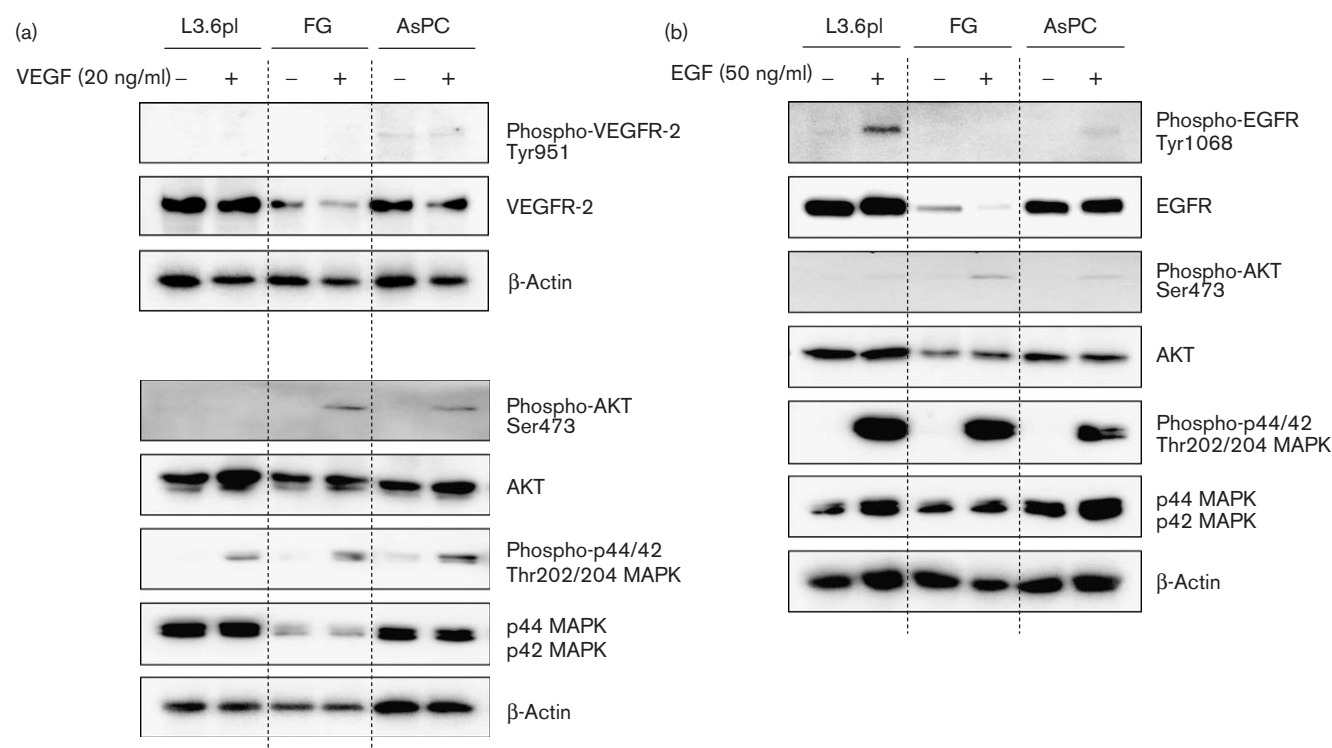 (a)
L3.6pl FG AsPC
VEGF (20 ng/ml) – + – + – +
Phospho-VEGFR-2
Tyr951
VEGFR-2
β-Actin
Phospho-AKT
Ser473
AKT
Phospho-p44/42
Thr202/204 MAPK
p44 MAPK
p42 MAPK
β-Actin
(b)
L3.6pl FG AsPC
EGF (50 ng/ml) – + – + – +
Phospho-EGFR
Tyr1068
EGFR
Phospho-AKT
Ser473
AKT
Phospho-p44/42
Thr202/204 MAPK
p44 MAPK
p42 MAPK
β-Actin